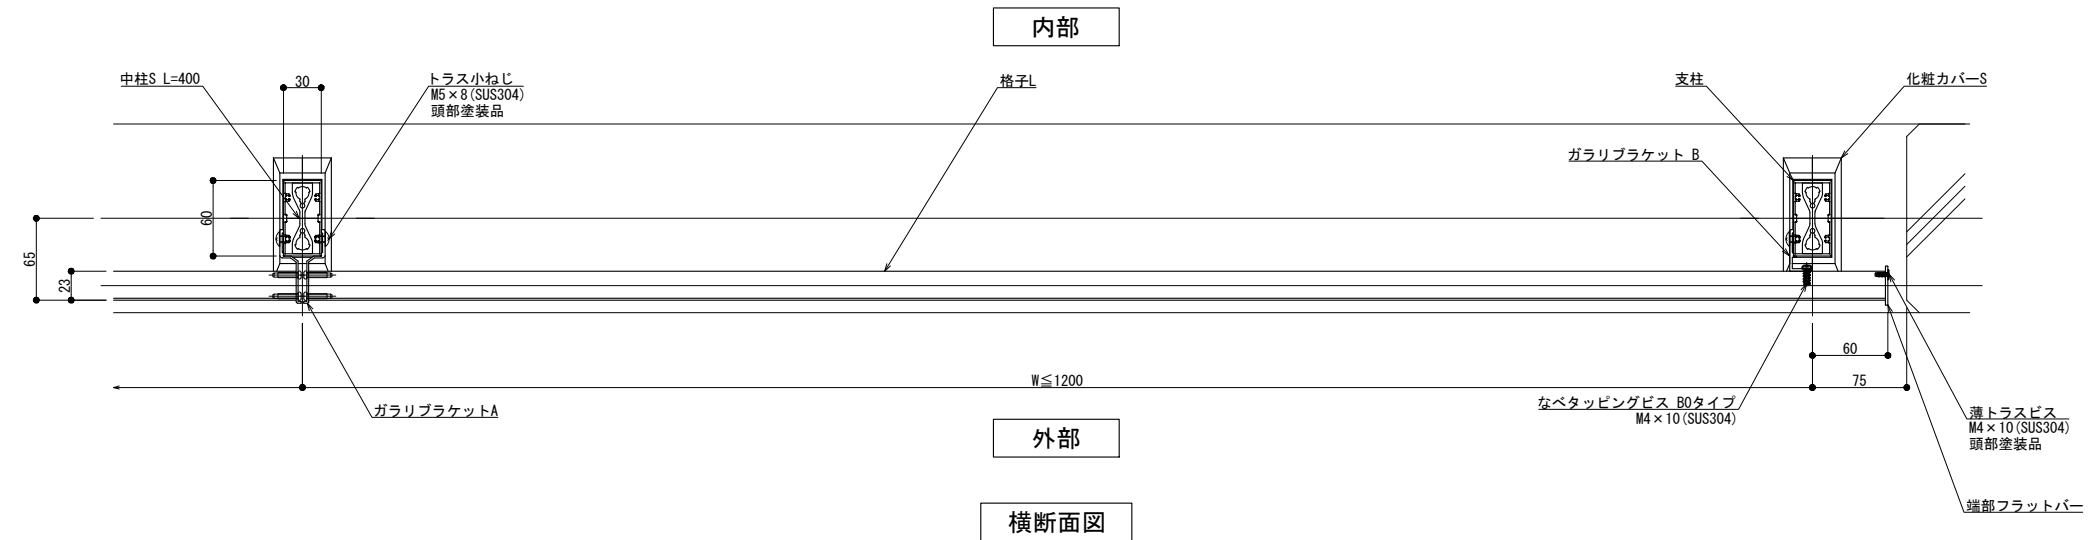 内部
中柱S L=400
30
トラス小ねじ
M5×8(SUS304)
頭部塗装品
格子L
支柱
化粧カバーS
ガラリブラケット B
60
65
23
60
W≦1200
75
ガラリブラケットA
なべタッピングビス B0タイプ
M4×10(SUS304)
薄トラスビス
M4×10(SUS304)
頭部塗装品
外部
端部フラットバー
横断面図